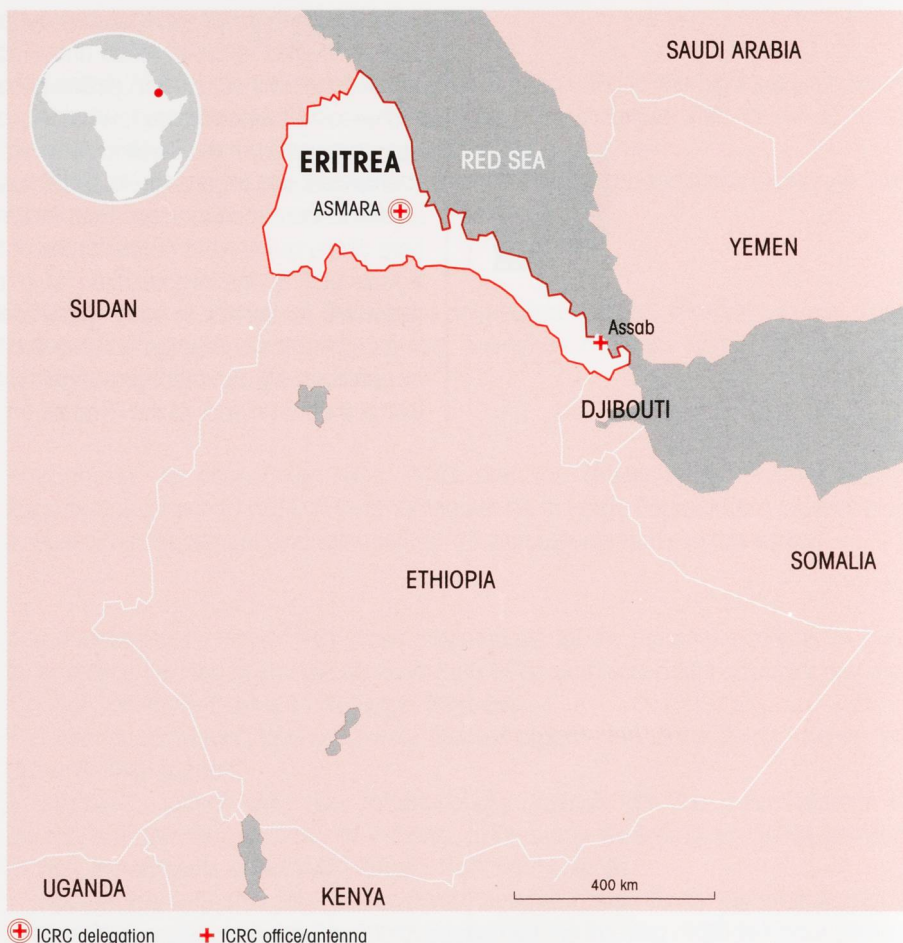 SAUDI ARABIA
ERITREA
RED SEA
ASMARA
YEMEN
SUDAN
Assab
DJIBOUTI
SOMALIA
ETHIOPIA
400 km
UGANDA
KENYA
ICRC delegation
ICRC office/antenna